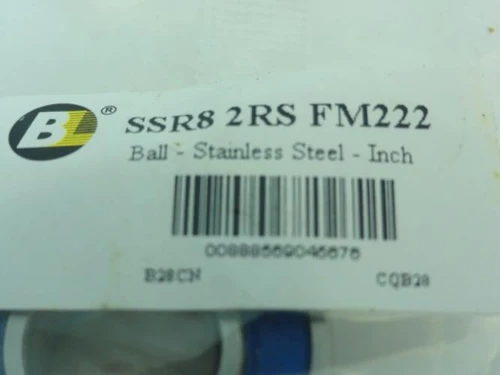 BL ®
SSR8 2RS FM222
Ball - Stainless Steel - Inch
00888569046676
B28CN CQB28